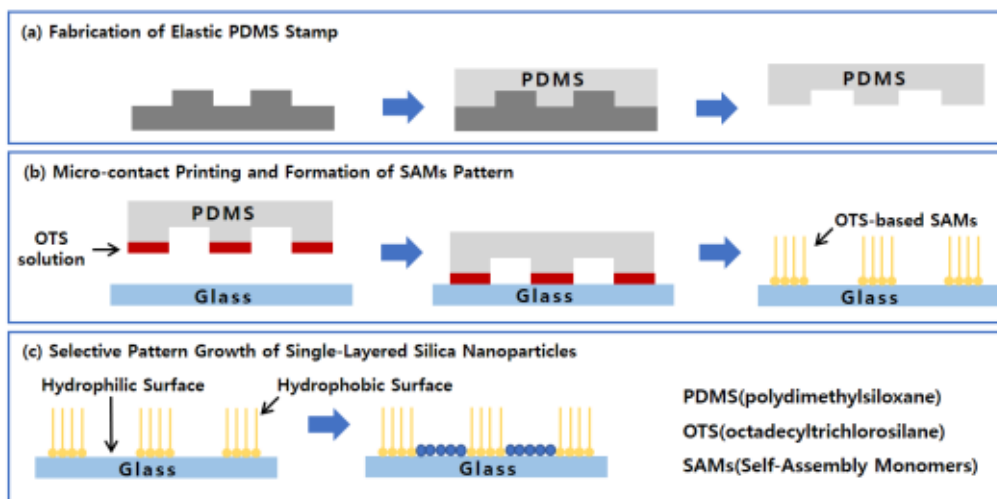 (a) Fabrication of Elastic PDMS Stamp
PDMS
PDMS
(b) Micro-contact Printing and Formation of SAMs Pattern
PDMS
OTS
solution
Glass
Glass
OTS-based SAMs
Glass
(c) Selective Pattern Growth of Single-Layered Silica Nanoparticles
Hydrophilic Surface
Hydrophobic Surface
Glass
Glass
PDMS(polydimethylsiloxane)
OTS(octadecyltrichlorosilane)
SAMs(Self-Assembly Monomers)